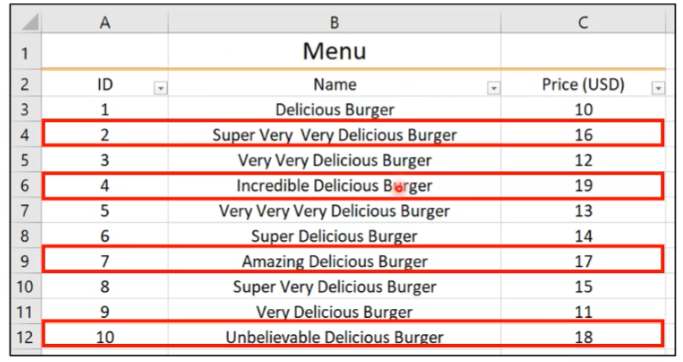 A B C
1 Menu
2 ID Name Price (USD)
3 1 Delicious Burger 10
4 2 Super Very Very Delicious Burger 16
5 3 Very Very Delicious Burger 12
6 4 Incredible Delicious Burger 19
7 5 Very Very Very Delicious Burger 13
8 6 Super Delicious Burger 14
9 7 Amazing Delicious Burger 17
10 8 Super Very Delicious Burger 15
11 9 Very Delicious Burger 11
12 10 Unbelievable Delicious Burger 18